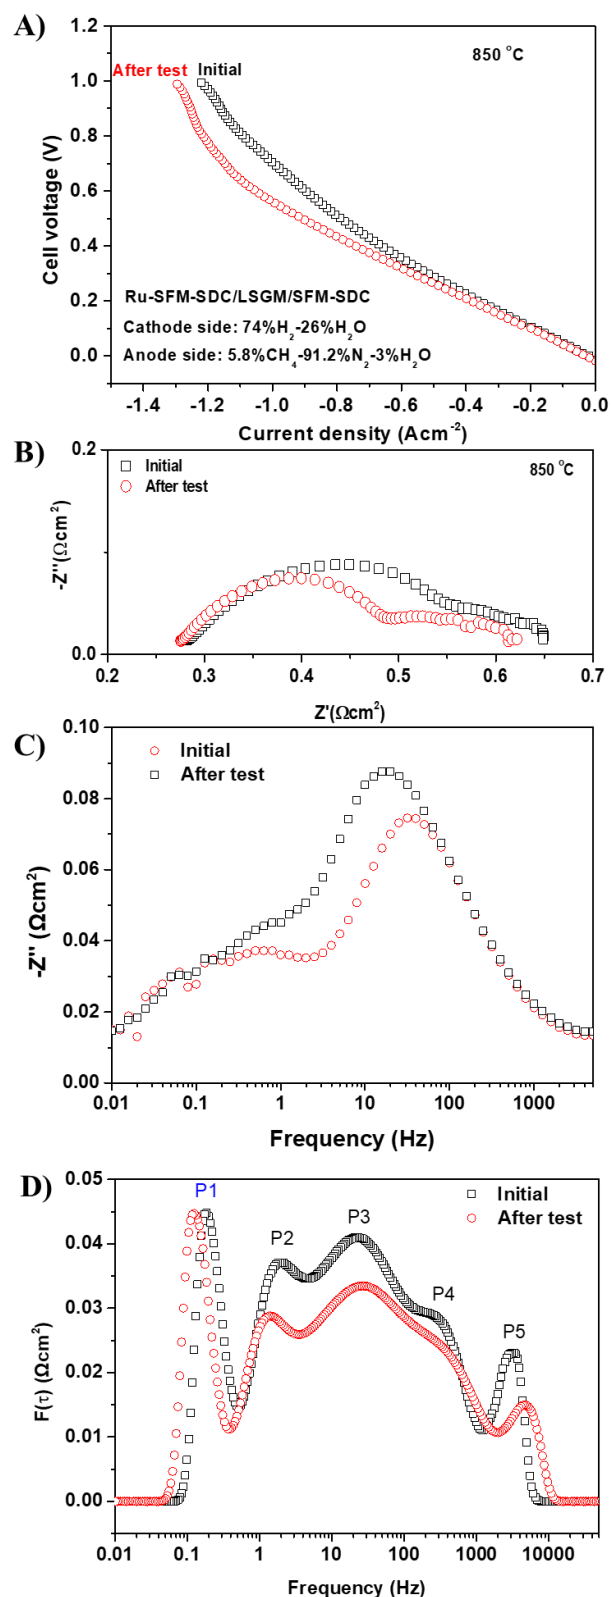 A)
850 °C
After test Initial
Cell voltage (V)
1.2
1.0
0.8
0.6
0.4
0.2
0.0
Ru-SFM-SDC/LSGM/SFM-SDC
Cathode side: 74%H₂-26%H₂O
Anode side: 5.8%CH₄-91.2%N₂-3%H₂O
-1.4 -1.2 -1.0 -0.8 -0.6 -0.4 -0.2 0.0
Current density (Acm⁻²)
B)
0.2
Initial
After test
850 °C
-Z''(Ωcm²)
0.0
0.2 0.3 0.4 0.5 0.6 0.7
Z'(Ωcm²)
C)
0.10
Initial
After test
0.08
0.06
-Z'' (Ωcm²)
0.04
0.02
0.00
0.01 0.1 1 10 100 1000
Frequency (Hz)
D)
0.05
P1
Initial
After test
P2
P3
P4
P5
0.04
0.03
F(τ) (Ωcm²)
0.02
0.01
0.00
0.01 0.1 1 10 100 1000 10000
Frequency (Hz)